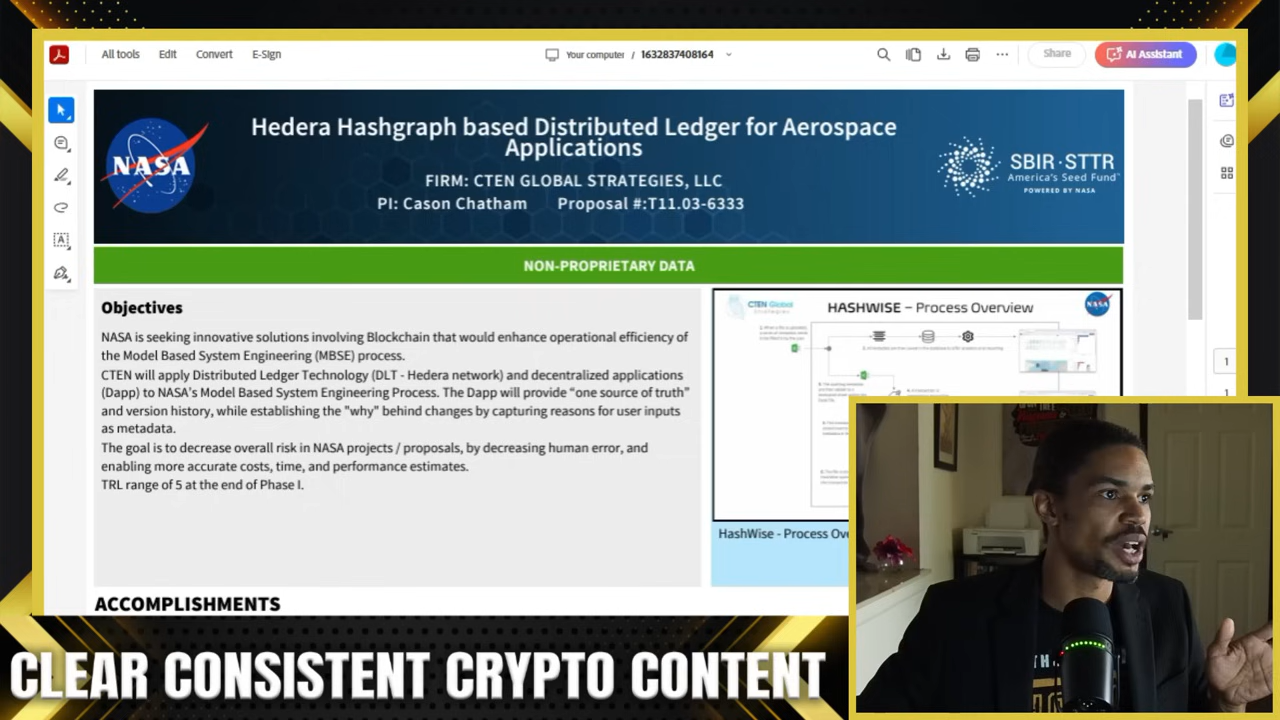 All tools Edit Convert E-Sign
Your computer / 1632837408164
Share
AI Assistant
NASA
Hedera Hashgraph based Distributed Ledger for Aerospace
Applications
FIRM: CTEN GLOBAL STRATEGIES, LLC
PI: Cason Chatham Proposal #:T11.03-6333
SBIR·STTR
America's Seed Fund
POWERED BY NASA
NON-PROPRIETARY DATA
Objectives
NASA is seeking innovative solutions involving Blockchain that would enhance operational efficiency of
the Model Based System Engineering (MBSE) process.
CTEN will apply Distributed Ledger Technology (DLT - Hedera network) and decentralized applications
(Dapp) to NASA's Model Based System Engineering Process. The Dapp will provide “one source of truth”
and version history, while establishing the "why" behind changes by capturing reasons for user inputs
as metadata.
The goal is to decrease overall risk in NASA projects / proposals, by decreasing human error, and
enabling more accurate costs, time, and performance estimates.
TRL range of 5 at the end of Phase I.
CTEN Global
HASHWISE – Process Overview
NASA
HashWise - Process Ove
1
1
ACCOMPLISHMENTS
CLEAR CONSISTENT CRYPTO CONTENT